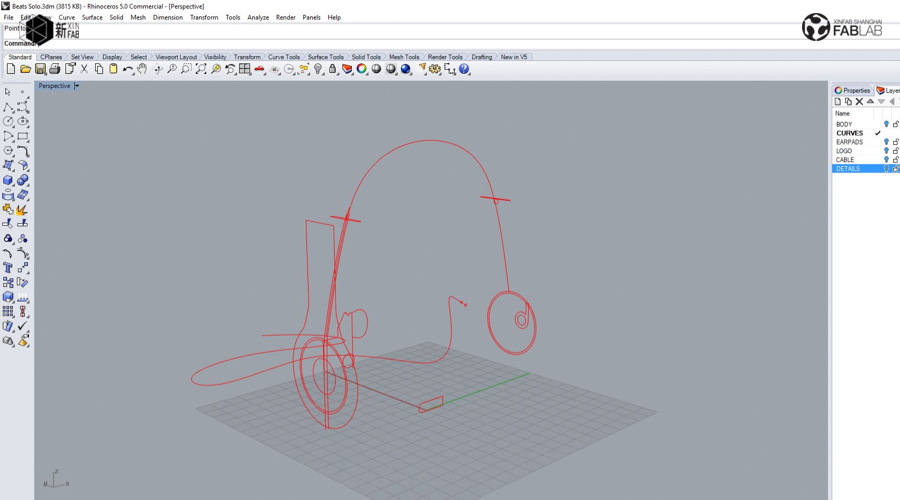 Beats Solo.3dm (3815 KB) - Rhinoceros 5.0 Commercial - [Perspective]
File Edit View Curve Surface Solid Mesh Dimension Transform Tools Analyze Render Panels Help
Point to
新 XIN FAB
XINFAB SHANGHAI
FABLAB
Command:
Standard CPlanes Set View Display Select Viewport Layout Visibility Transform Curve Tools Surface Tools Solid Tools Mesh Tools Render Tools Drafting New in V5
Perspective
Properties Layers
Name
BODY
CURVES
EARPADS
LOGO
CABLE
DETAILS
z
x